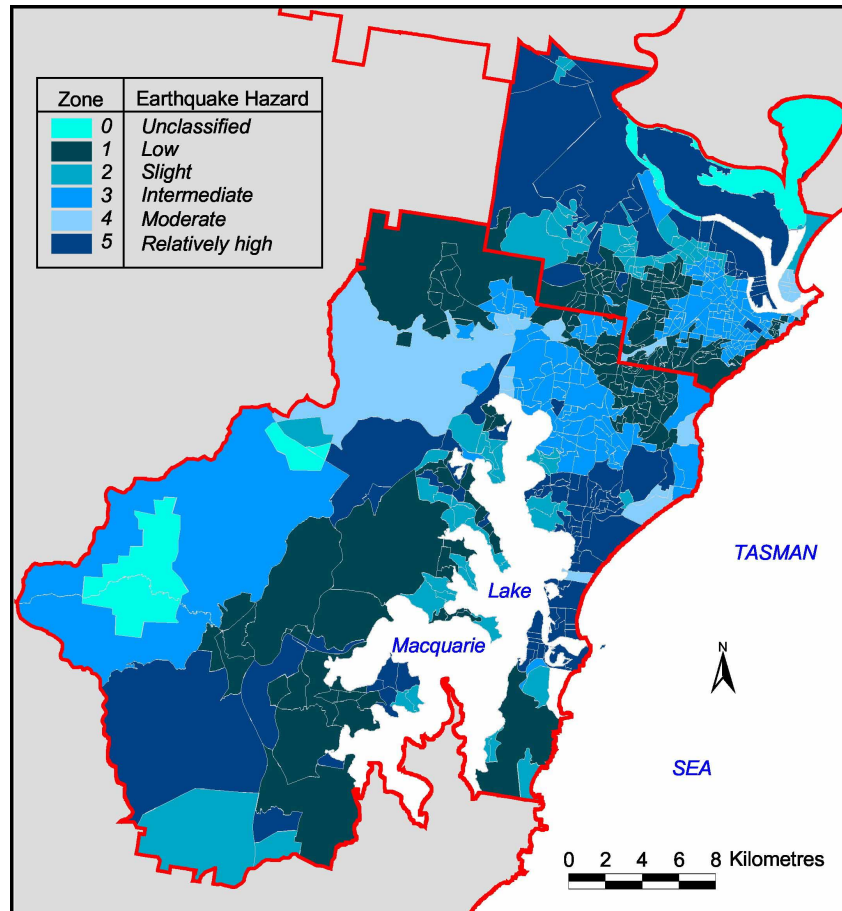 Zone Earthquake Hazard
0 Unclassified
1 Low
2 Slight
3 Intermediate
4 Moderate
5 Relatively high
TASMAN
Lake
Macquarie
N
SEA
0 2 4 6 8 Kilometres